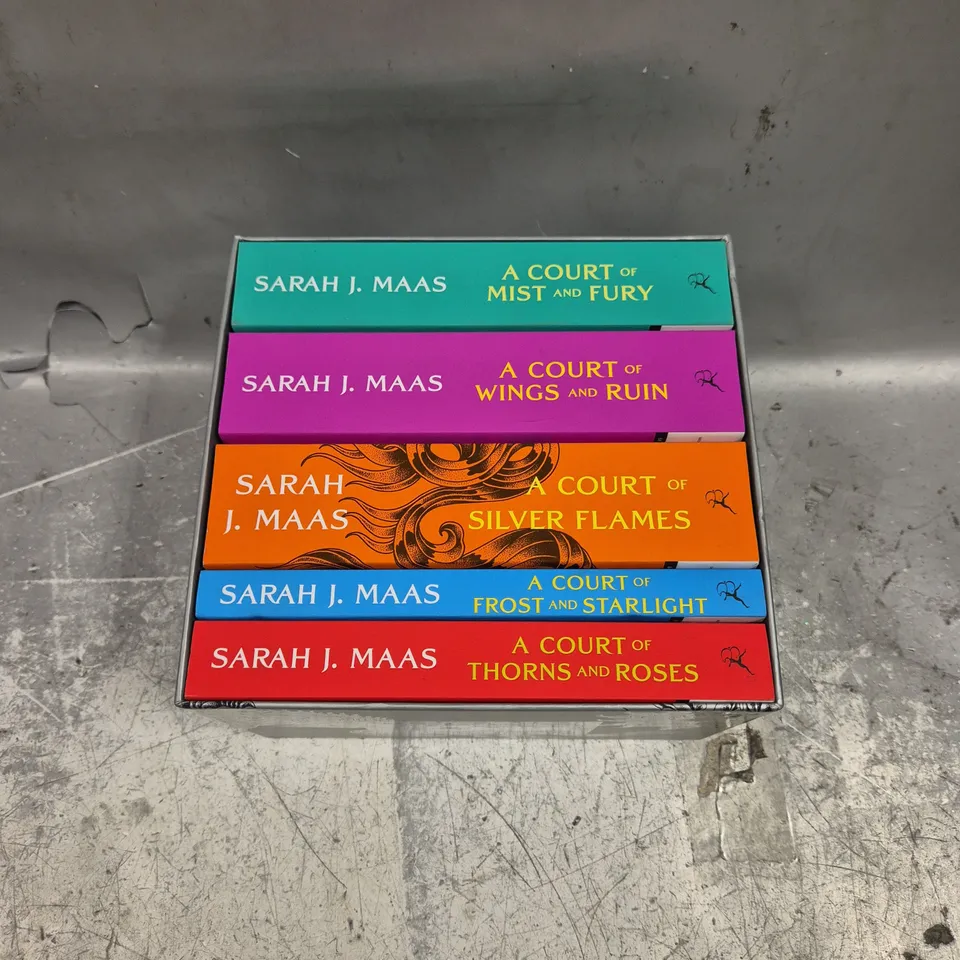 SARAH J. MAAS
A COURT OF
MIST AND FURY
SARAH J. MAAS
A COURT OF
WINGS AND RUIN
SARAH
J. MAAS
A COURT OF
SILVER FLAMES
SARAH J. MAAS
A COURT OF
FROST AND STARLIGHT
SARAH J. MAAS
A COURT OF
THORNS AND ROSES